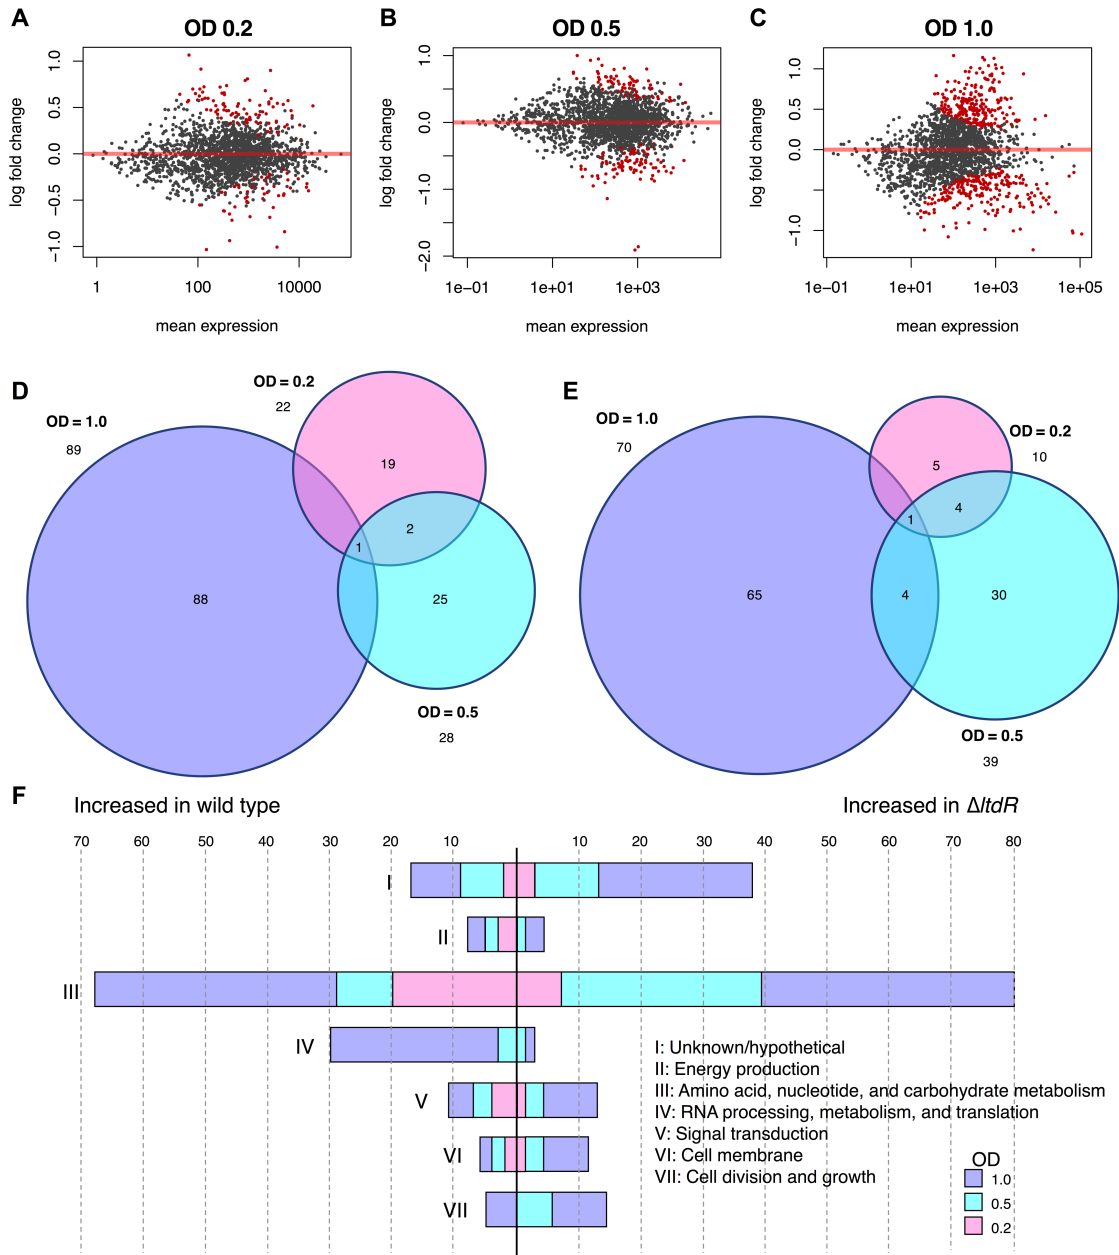 A
OD 0.2
log fold change
1.0
0.5
0.0
−0.5
−1.0
1
100
10000
mean expression
B
OD 0.5
log fold change
1.0
0.0
−1.0
−2.0
1e−01
1e+01
1e+03
mean expression
C
OD 1.0
log fold change
1.0
0.5
0.0
−1.0
1e−01
1e+01
1e+03
1e+05
mean expression
D
OD = 0.2
22
OD = 1.0
89
19
2
1
88
25
OD = 0.5
28
E
OD = 1.0
70
OD = 0.2
10
5
4
1
65
4
30
OD = 0.5
39
F
Increased in wild type
Increased in ΔltdR
70 60 50 40 30 20 10 10 20 30 40 50 60 70 80
I
II
III
IV
V
VI
VII
I: Unknown/hypothetical
II: Energy production
III: Amino acid, nucleotide, and carbohydrate metabolism
IV: RNA processing, metabolism, and translation
V: Signal transduction
VI: Cell membrane
VII: Cell division and growth
OD
1.0
0.5
0.2